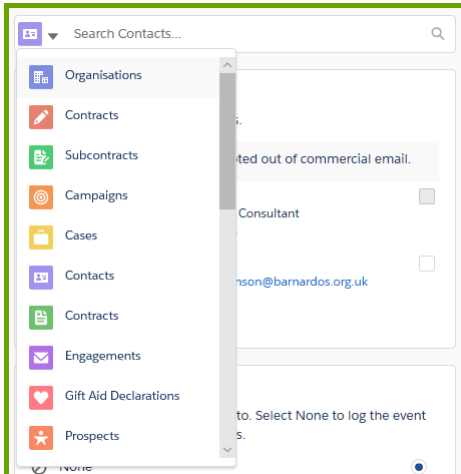 Search Contacts...
Organisations
Contracts
s.
Subcontracts
ted out of commercial email.
Campaigns
Consultant
Cases
Contacts
nson@barnardos.org.uk
Contracts
Engagements
Gift Aid Declarations
to. Select None to log the event
Prospects
s.
None